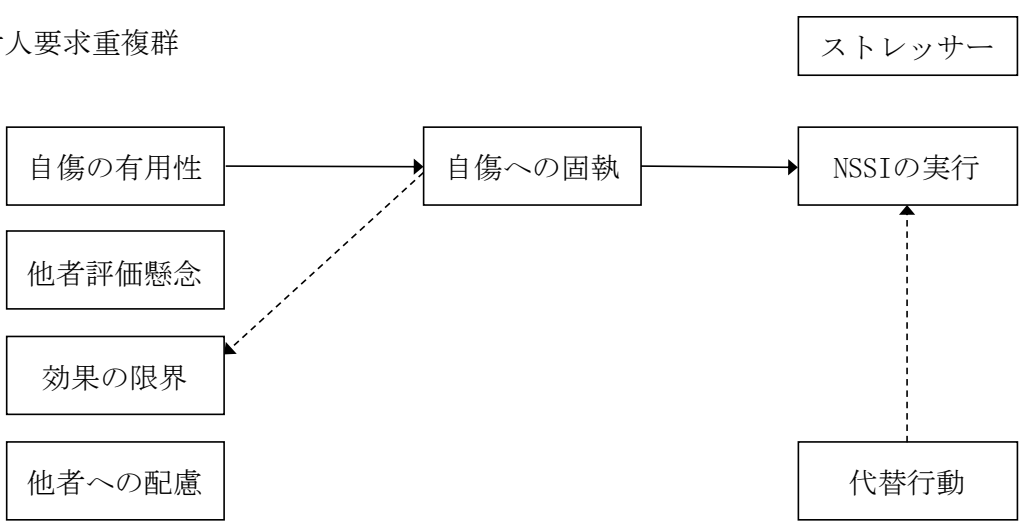 人要求重複群
ストレッサー
自傷の有用性
自傷への固執
NSSIの実行
他者評価懸念
効果の限界
他者への配慮
代替行動